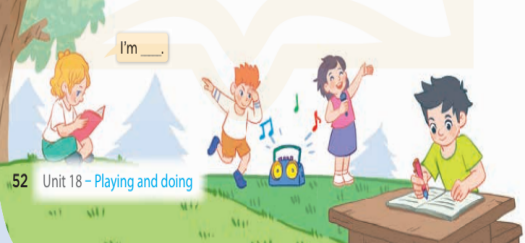 I'm ___.
52 Unit 18 – Playing and doing